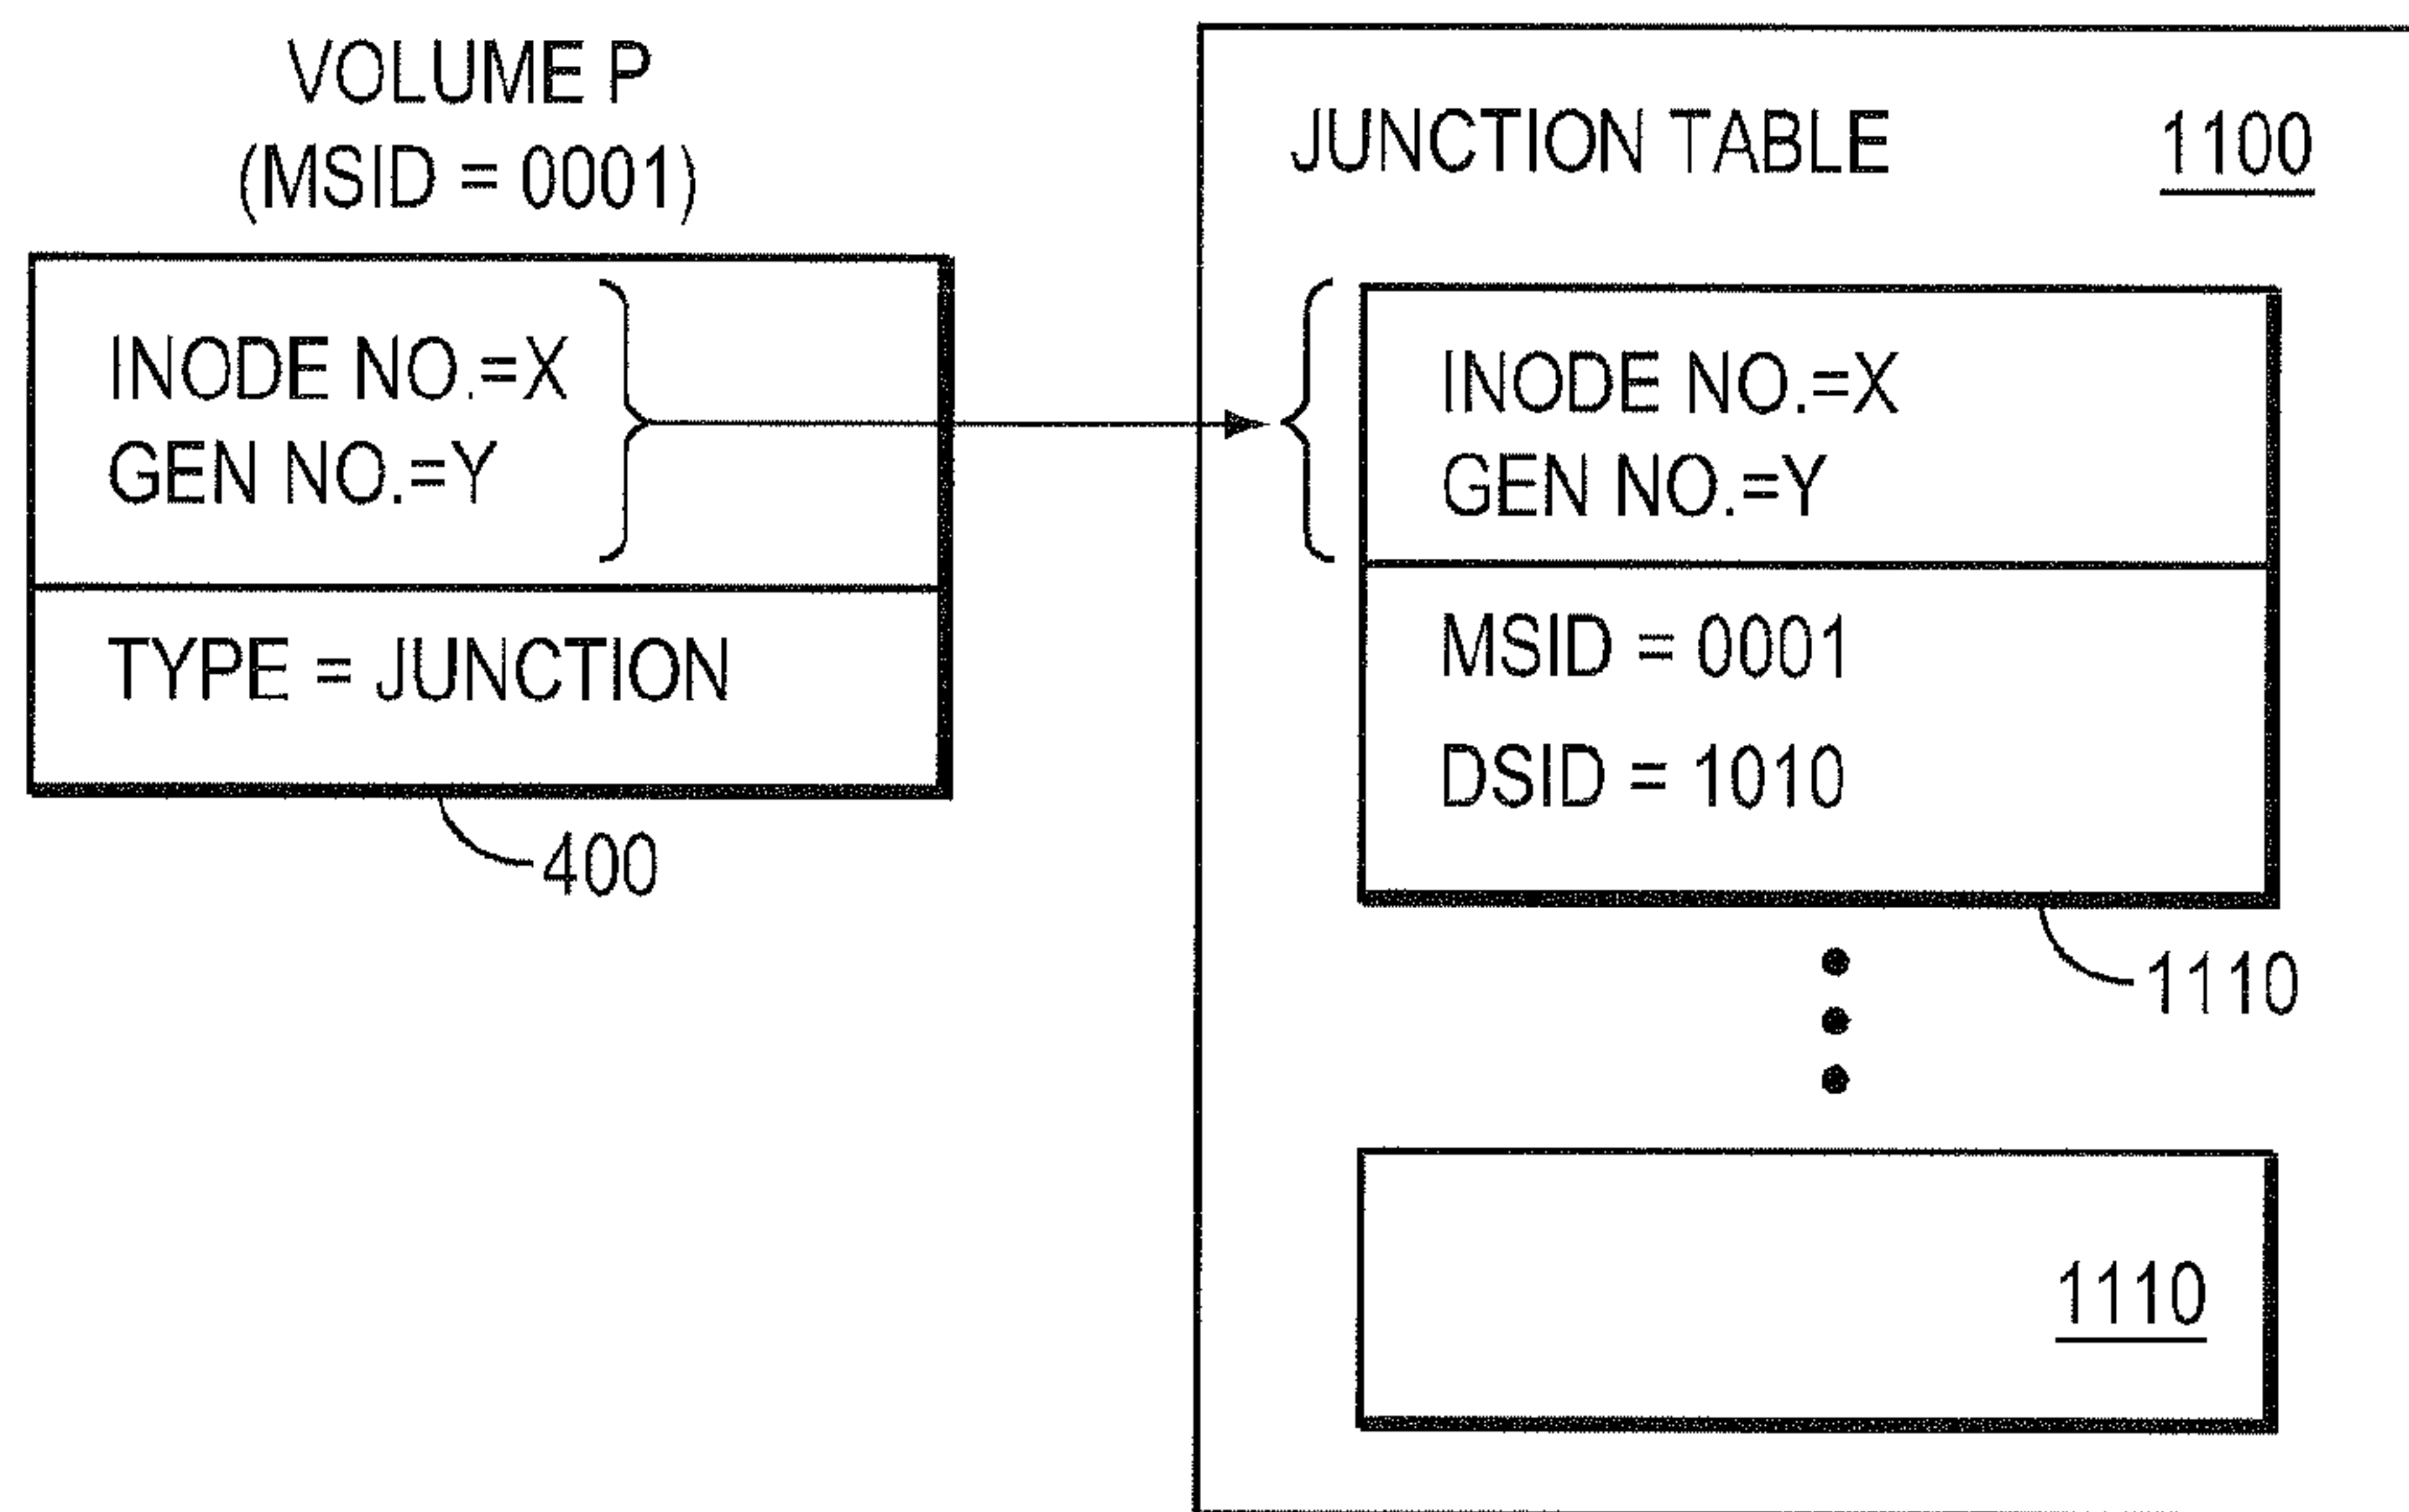 VOLUME P
(MSID = 0001)
INODE NO.=X
GEN NO.=Y
TYPE = JUNCTION
400
JUNCTION TABLE 1100
INODE NO.=X
GEN NO.=Y
MSID = 0001
DSID = 1010
1110
1110